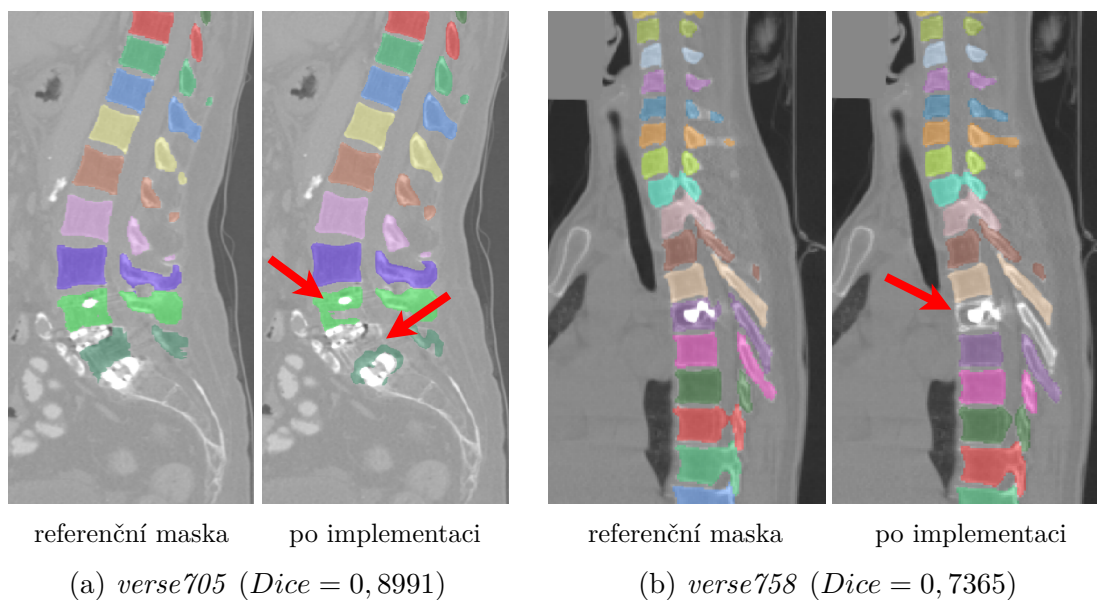 referenční maska
po implementaci
referenční maska
po implementaci
(a) verse705 (Dice = 0,8991)
(b) verse758 (Dice = 0,7365)